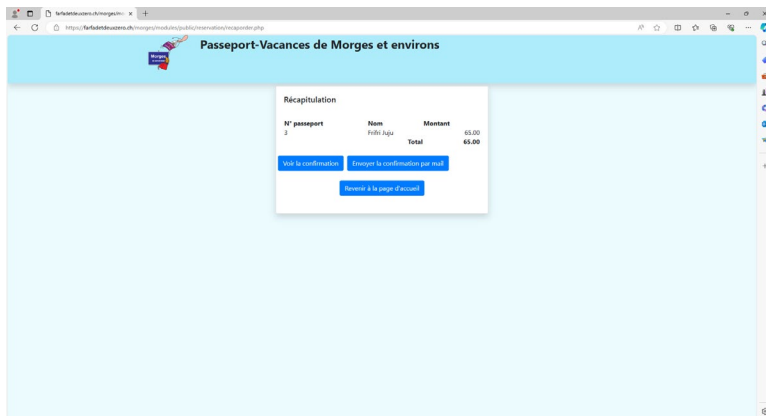 farfadetdeuxzero.ch/morges/mo
https://farfadetdeuxzero.ch/morges/modules/public/reservation/recaporder.php
Morges
Passeport-Vacances de Morges et environs
Récapitulation
N° passeport Nom Montant
3 Frifri Juju 65.00
Total 65.00
Voir la confirmation Envoyer la confirmation par mail
Revenir à la page d'accueil